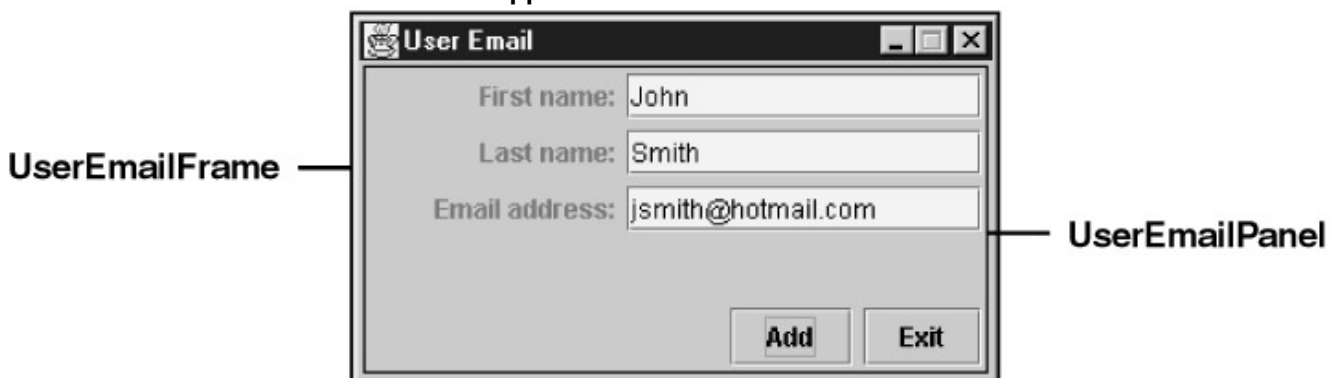 User Email
First name: John
Last name: Smith
UserEmailFrame
Email address: jsmith@hotmail.com
UserEmailPanel
Add Exit